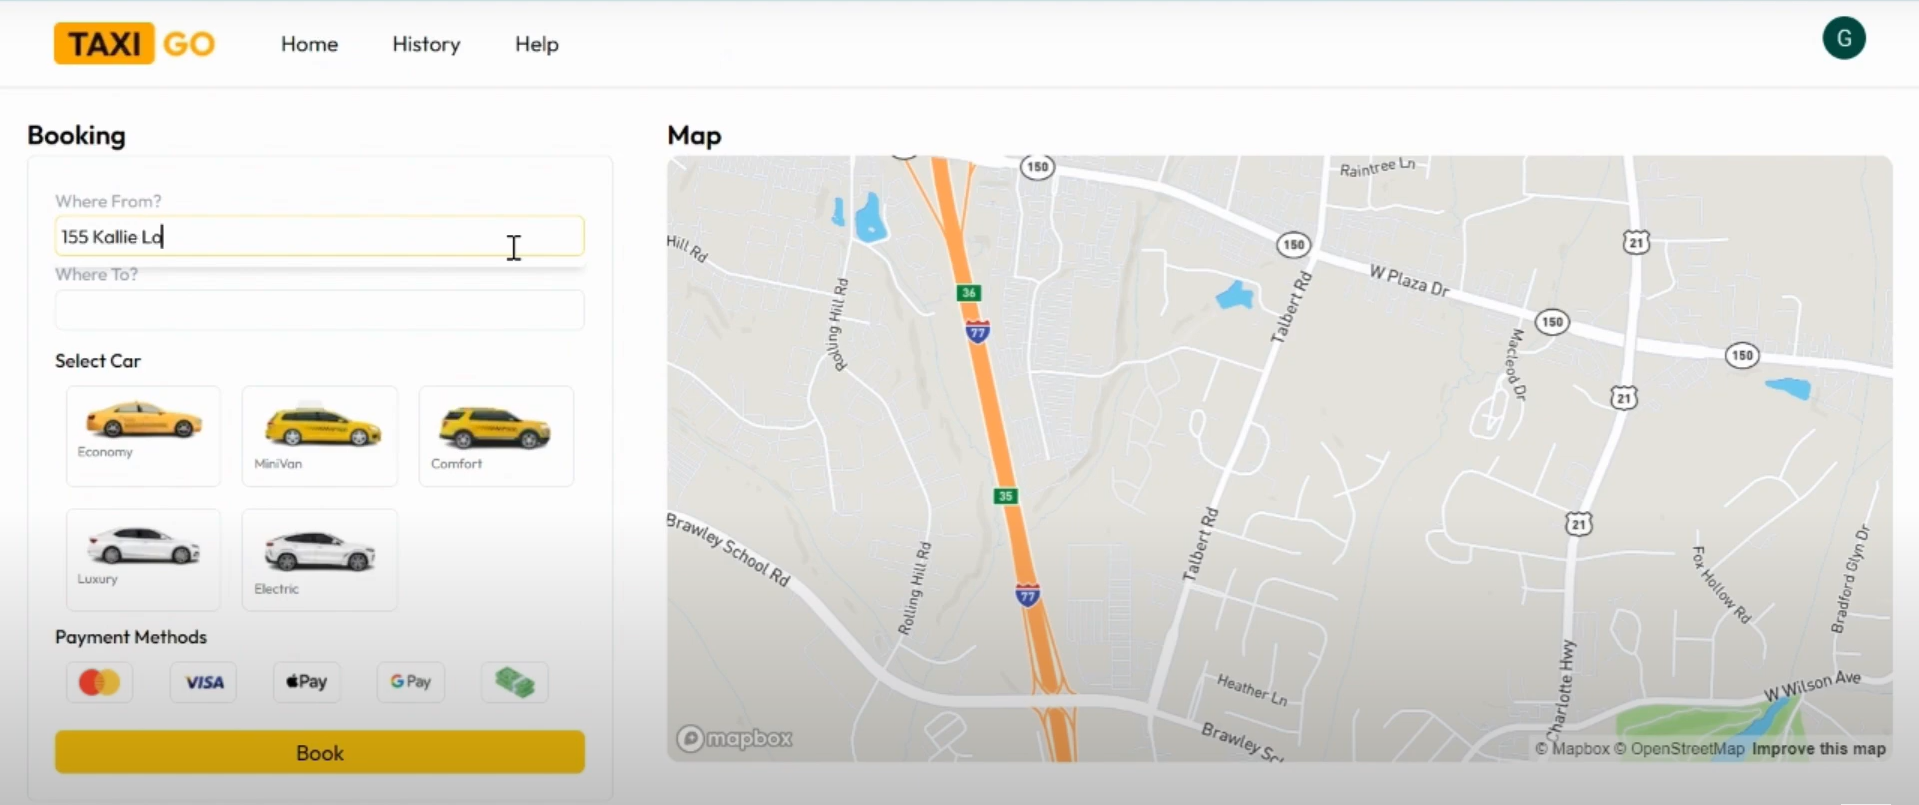 TAXI GO
Home
History
Help
G
Booking
Where From?
155 Kallie Lo
Where To?
Select Car
Economy
MiniVan
Comfort
Luxury
Electric
Payment Methods
VISA
Pay
G Pay
Book
Map
150
Raintree Ln
Hill Rd
150
21
W Plaza Dr
36
77
Rolling Hill Rd
Talbert Rd
150
Macleod Dr
150
21
35
Brawley School Rd
Talbert Rd
21
Rolling Hill Rd
77
Fox Hollow Rd
Bradford Glyn Dr
Heather Ln
Charlotte Hwy
W Wilson Ave
Brawley Sc
mapbox
© Mapbox © OpenStreetMap Improve this map